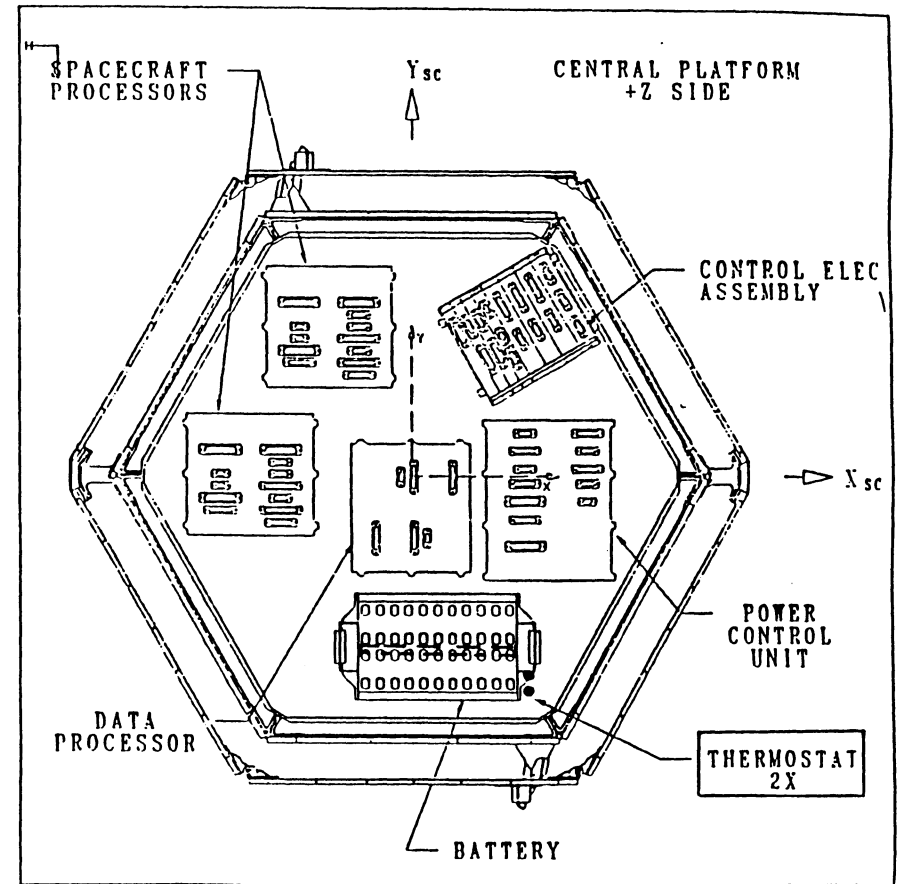 SPACECRAFT
PROCESSORS
Ysc
CENTRAL PLATFORM
+Z SIDE
CONTROL ELEC
ASSEMBLY
Y
X
Xsc
POWER
CONTROL
UNIT
DATA
PROCESSOR
THERMOSTAT
2X
BATTERY